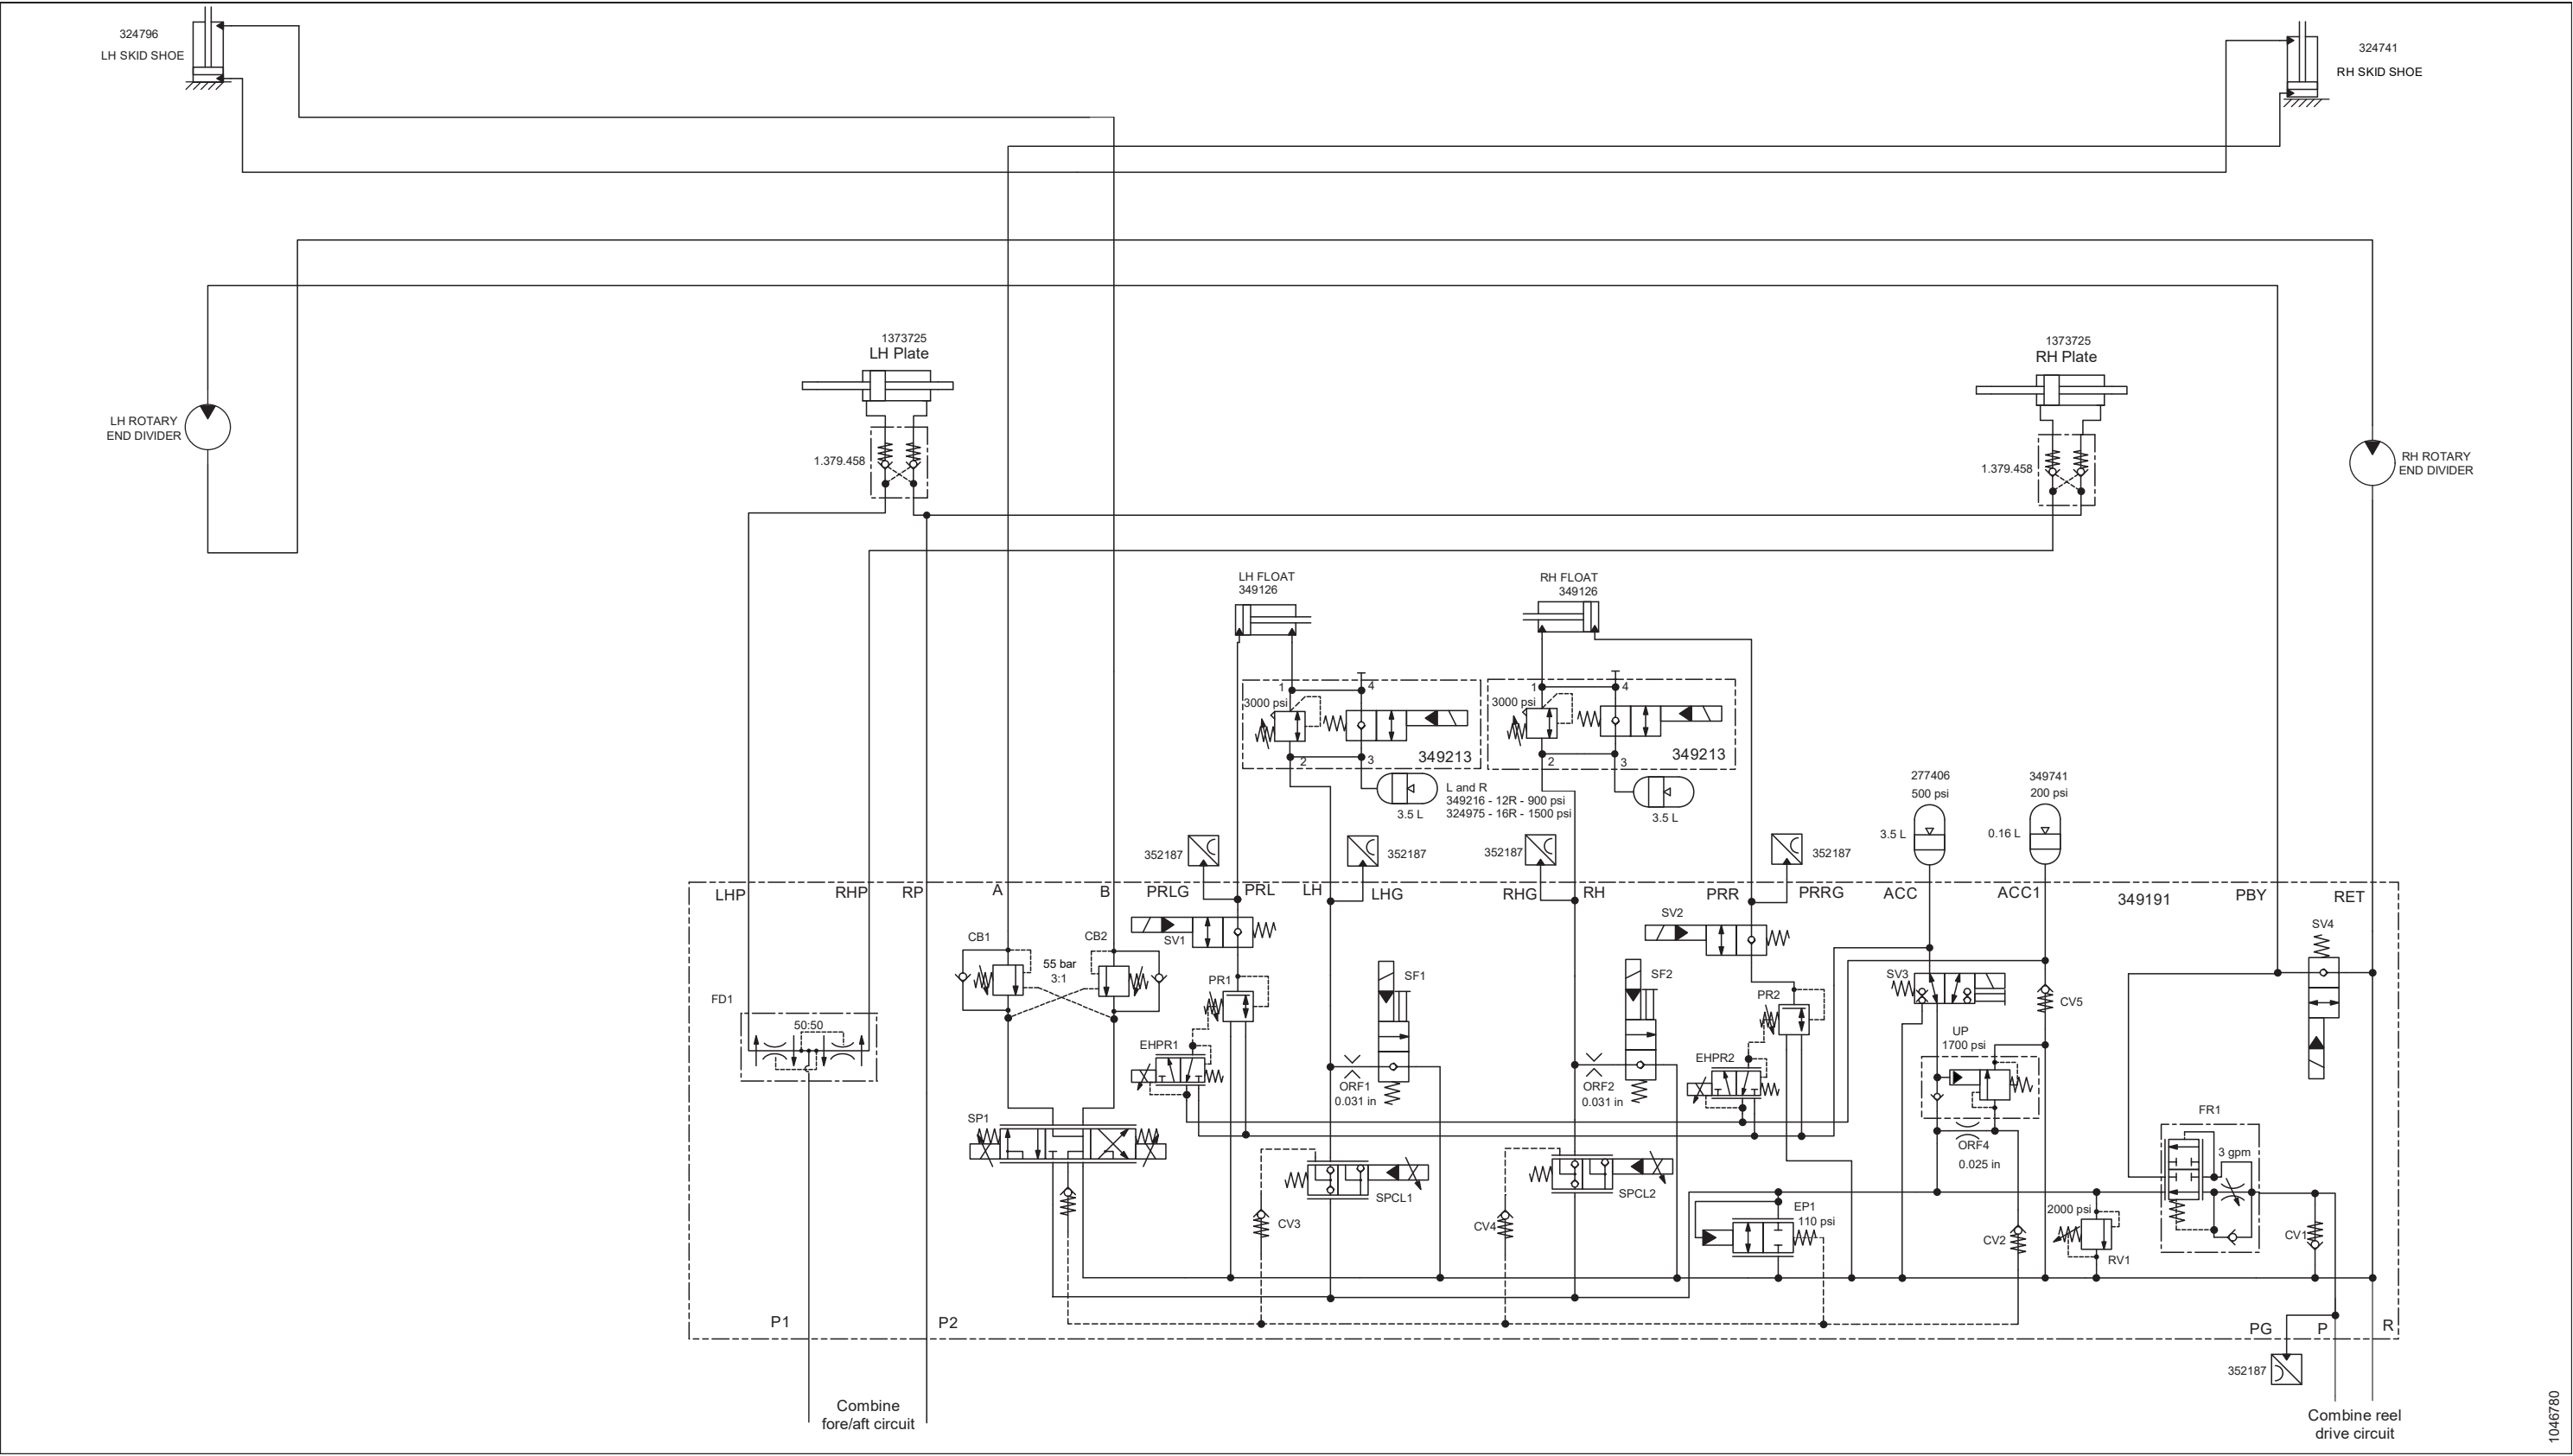 324796
LH SKID SHOE
324741
RH SKID SHOE
1373725
LH Plate
1373725
RH Plate
LH ROTARY
END DIVIDER
1.379.458
1.379.458
RH ROTARY
END DIVIDER
LH FLOAT
349126
RH FLOAT
349126
1
4
3000 psi
2
3
349213
1
4
3000 psi
2
3
349213
3.5 L
L and R
349216 - 12R - 900 psi
324975 - 16R - 1500 psi
3.5 L
277406
500 psi
3.5 L
349741
200 psi
0.16 L
352187
352187
352187
352187
LHP
RHP
RP
A
B
PRLG
PRL
LH
LHG
RHG
RH
PRR
PRRG
ACC
ACC1
349191
PBY
RET
SV1
SV2
SV4
CB1
55 bar
3:1
CB2
PR1
SF1
SF2
PR2
SV3
CV5
FD1
50:50
EHPR1
ORF1
0.031 in
ORF2
0.031 in
EHPR2
UP
1700 psi
SP1
ORF4
0.025 in
FR1
3 gpm
SPCL1
SPCL2
CV3
CV4
EP1
110 psi
CV2
2000 psi
RV1
CV1
P1
P2
PG
P
R
352187
Combine
fore/aft circuit
Combine reel
drive circuit
1046780